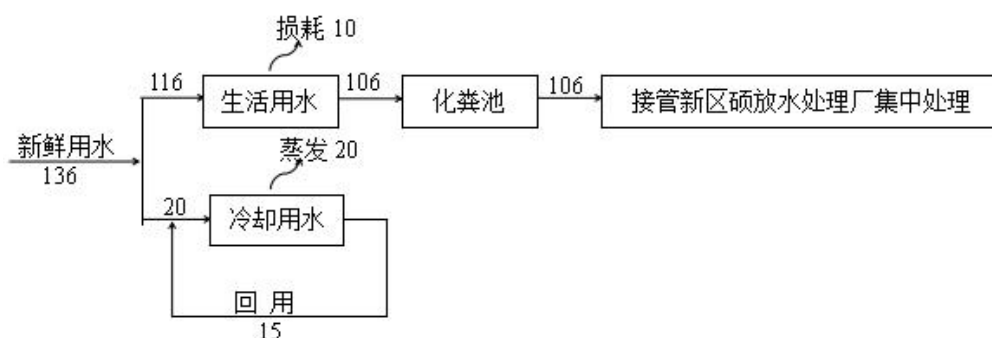 损耗 10
116
生活用水
106
化粪池
106
接管新区硕放水处理厂集中处理
新鲜用水
136
蒸发 20
20
冷却用水
回 用
15